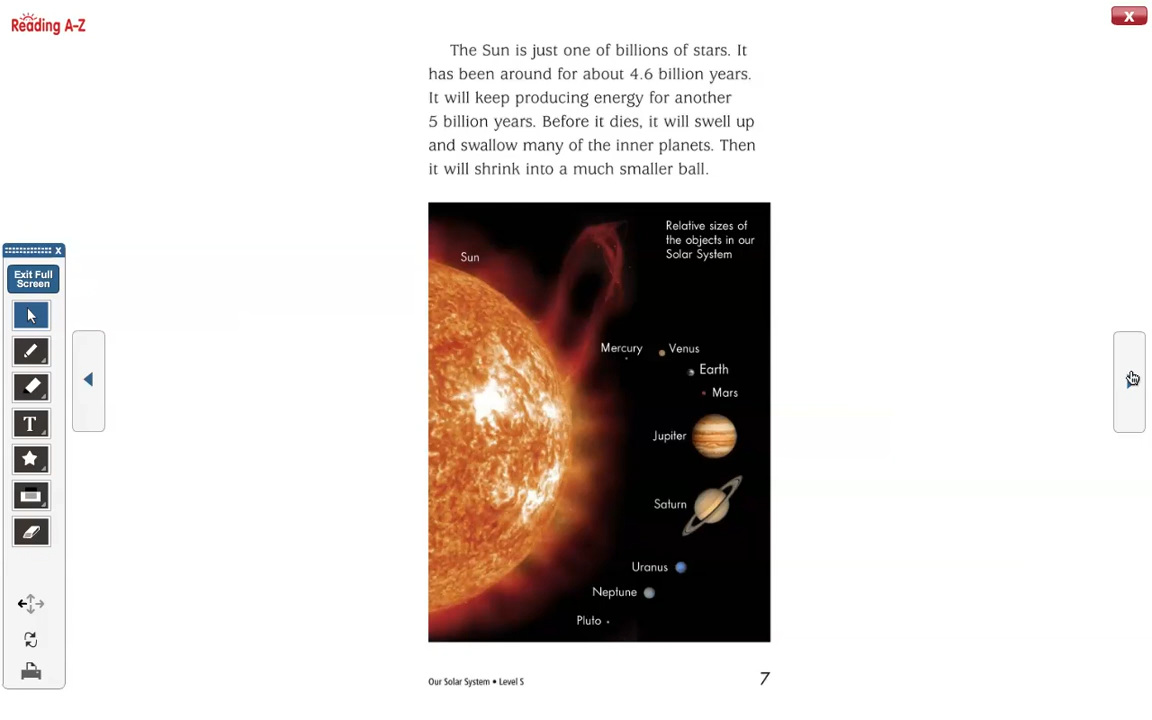 Reading A-Z
X
The Sun is just one of billions of stars. It
has been around for about 4.6 billion years.
It will keep producing energy for another
5 billion years. Before it dies, it will swell up
and swallow many of the inner planets. Then
it will shrink into a much smaller ball.
Relative sizes of
the objects in our
Solar System
Sun
x
Exit Full
Screen
T
Mercury
Venus
Earth
Mars
Jupiter
Saturn
Uranus
Neptune
Pluto
Our Solar System • Level S
7